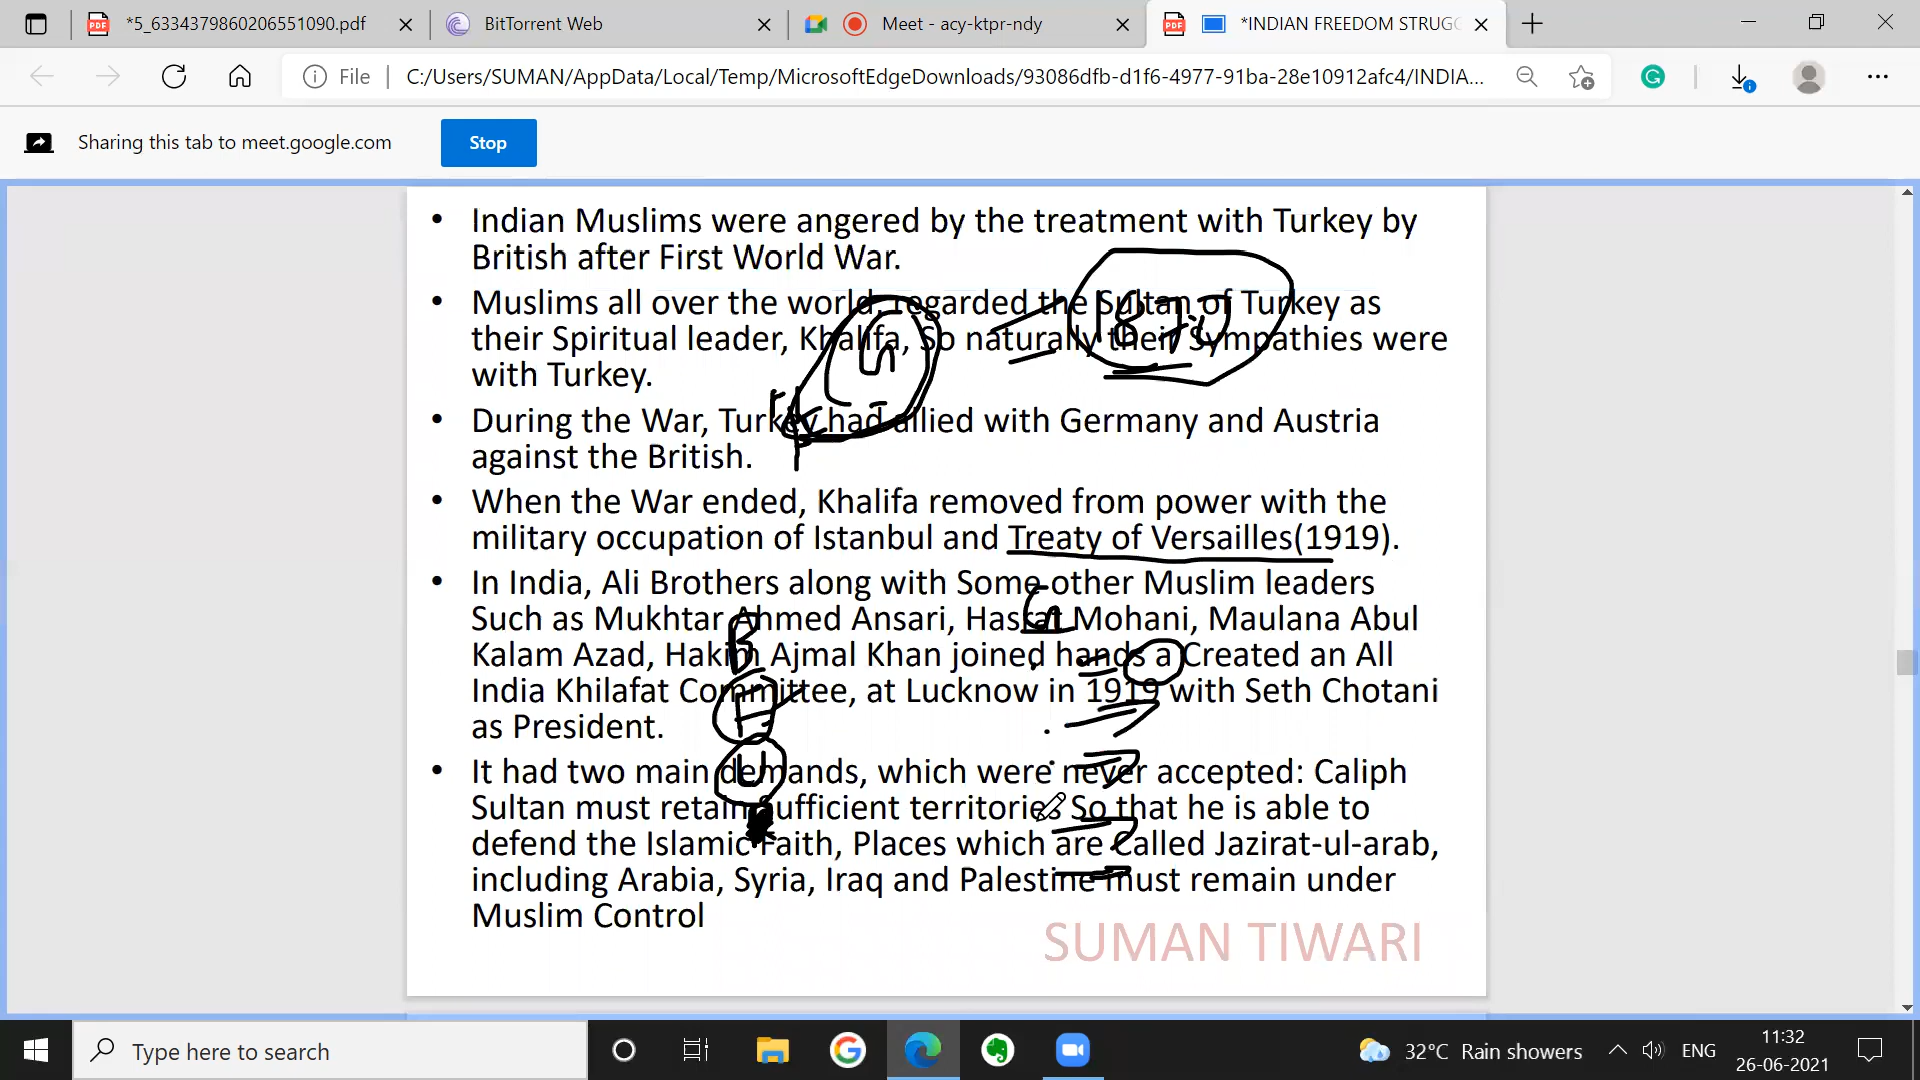 *5_6334379860206551090.pdf
BitTorrent Web
Meet - acy-ktpr-ndy
*INDIAN FREEDOM STRUGG
File
C:/Users/SUMAN/AppData/Local/Temp/MicrosoftEdgeDownloads/93086dfb-d1f6-4977-91ba-28e10912afc4/INDIA...
Sharing this tab to meet.google.com
Stop
• Indian Muslims were angered by the treatment with Turkey by
British after First World War.
• Muslims all over the world, regarded the Sultan of Turkey as
their Spiritual leader, Khalifa, So naturally their Sympathies were
with Turkey.
• During the War, Turkey had allied with Germany and Austria
against the British.
• When the War ended, Khalifa removed from power with the
military occupation of Istanbul and Treaty of Versailles(1919).
• In India, Ali Brothers along with Some other Muslim leaders
Such as Mukhtar Ahmed Ansari, Hasrat Mohani, Maulana Abul
Kalam Azad, Hakim Ajmal Khan joined hands a Created an All
India Khilafat Committee, at Lucknow in 1919 with Seth Chotani
as President.
• It had two main demands, which were never accepted: Caliph
Sultan must retain Sufficient territories So that he is able to
defend the Islamic Faith, Places which are Called Jazirat-ul-arab,
including Arabia, Syria, Iraq and Palestine must remain under
Muslim Control
1870
G
B
F
U
SUMAN TIWARI
Type here to search
32°C Rain showers
ENG
11:32
26-06-2021